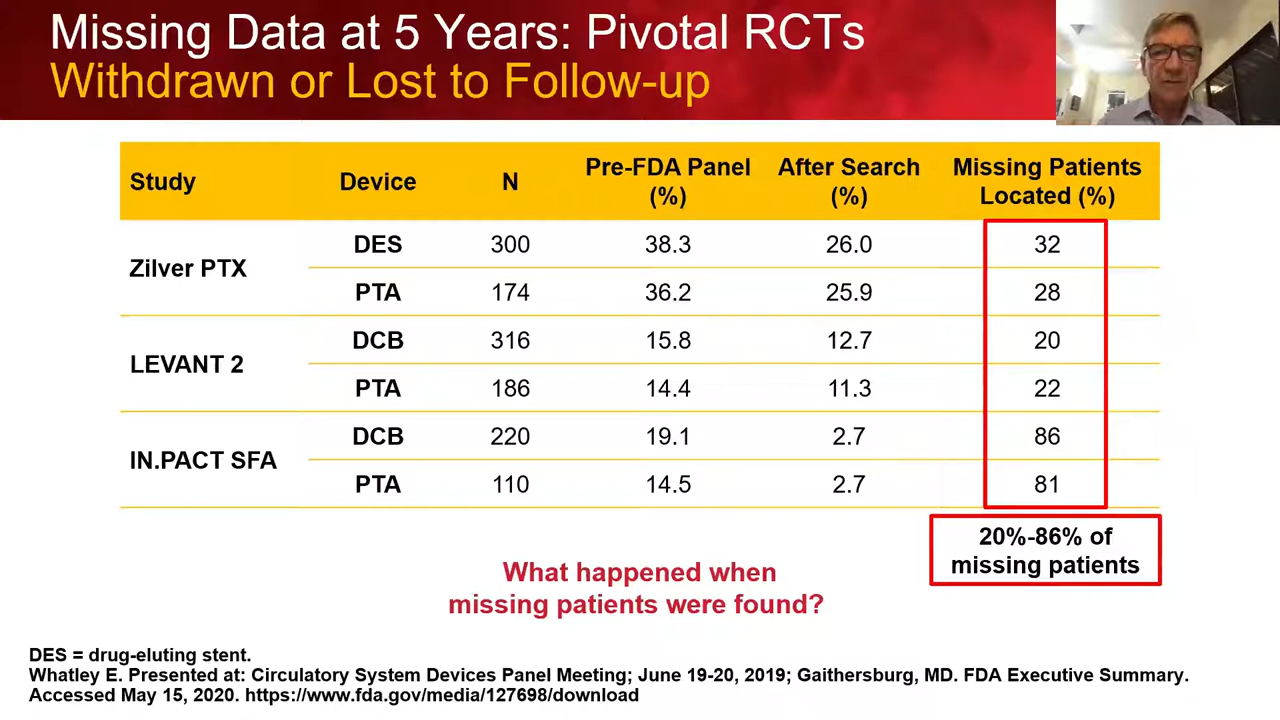 Missing Data at 5 Years: Pivotal RCTs
Withdrawn or Lost to Follow-up
Study Device N Pre-FDA Panel (%) After Search (%) Missing Patients Located (%)
Zilver PTX DES 300 38.3 26.0 32
PTA 174 36.2 25.9 28
LEVANT 2 DCB 316 15.8 12.7 20
PTA 186 14.4 11.3 22
IN.PACT SFA DCB 220 19.1 2.7 86
PTA 110 14.5 2.7 81
20%-86% of
missing patients
What happened when
missing patients were found?
DES = drug-eluting stent.
Whatley E. Presented at: Circulatory System Devices Panel Meeting; June 19-20, 2019; Gaithersburg, MD. FDA Executive Summary.
Accessed May 15, 2020. https://www.fda.gov/media/127698/download